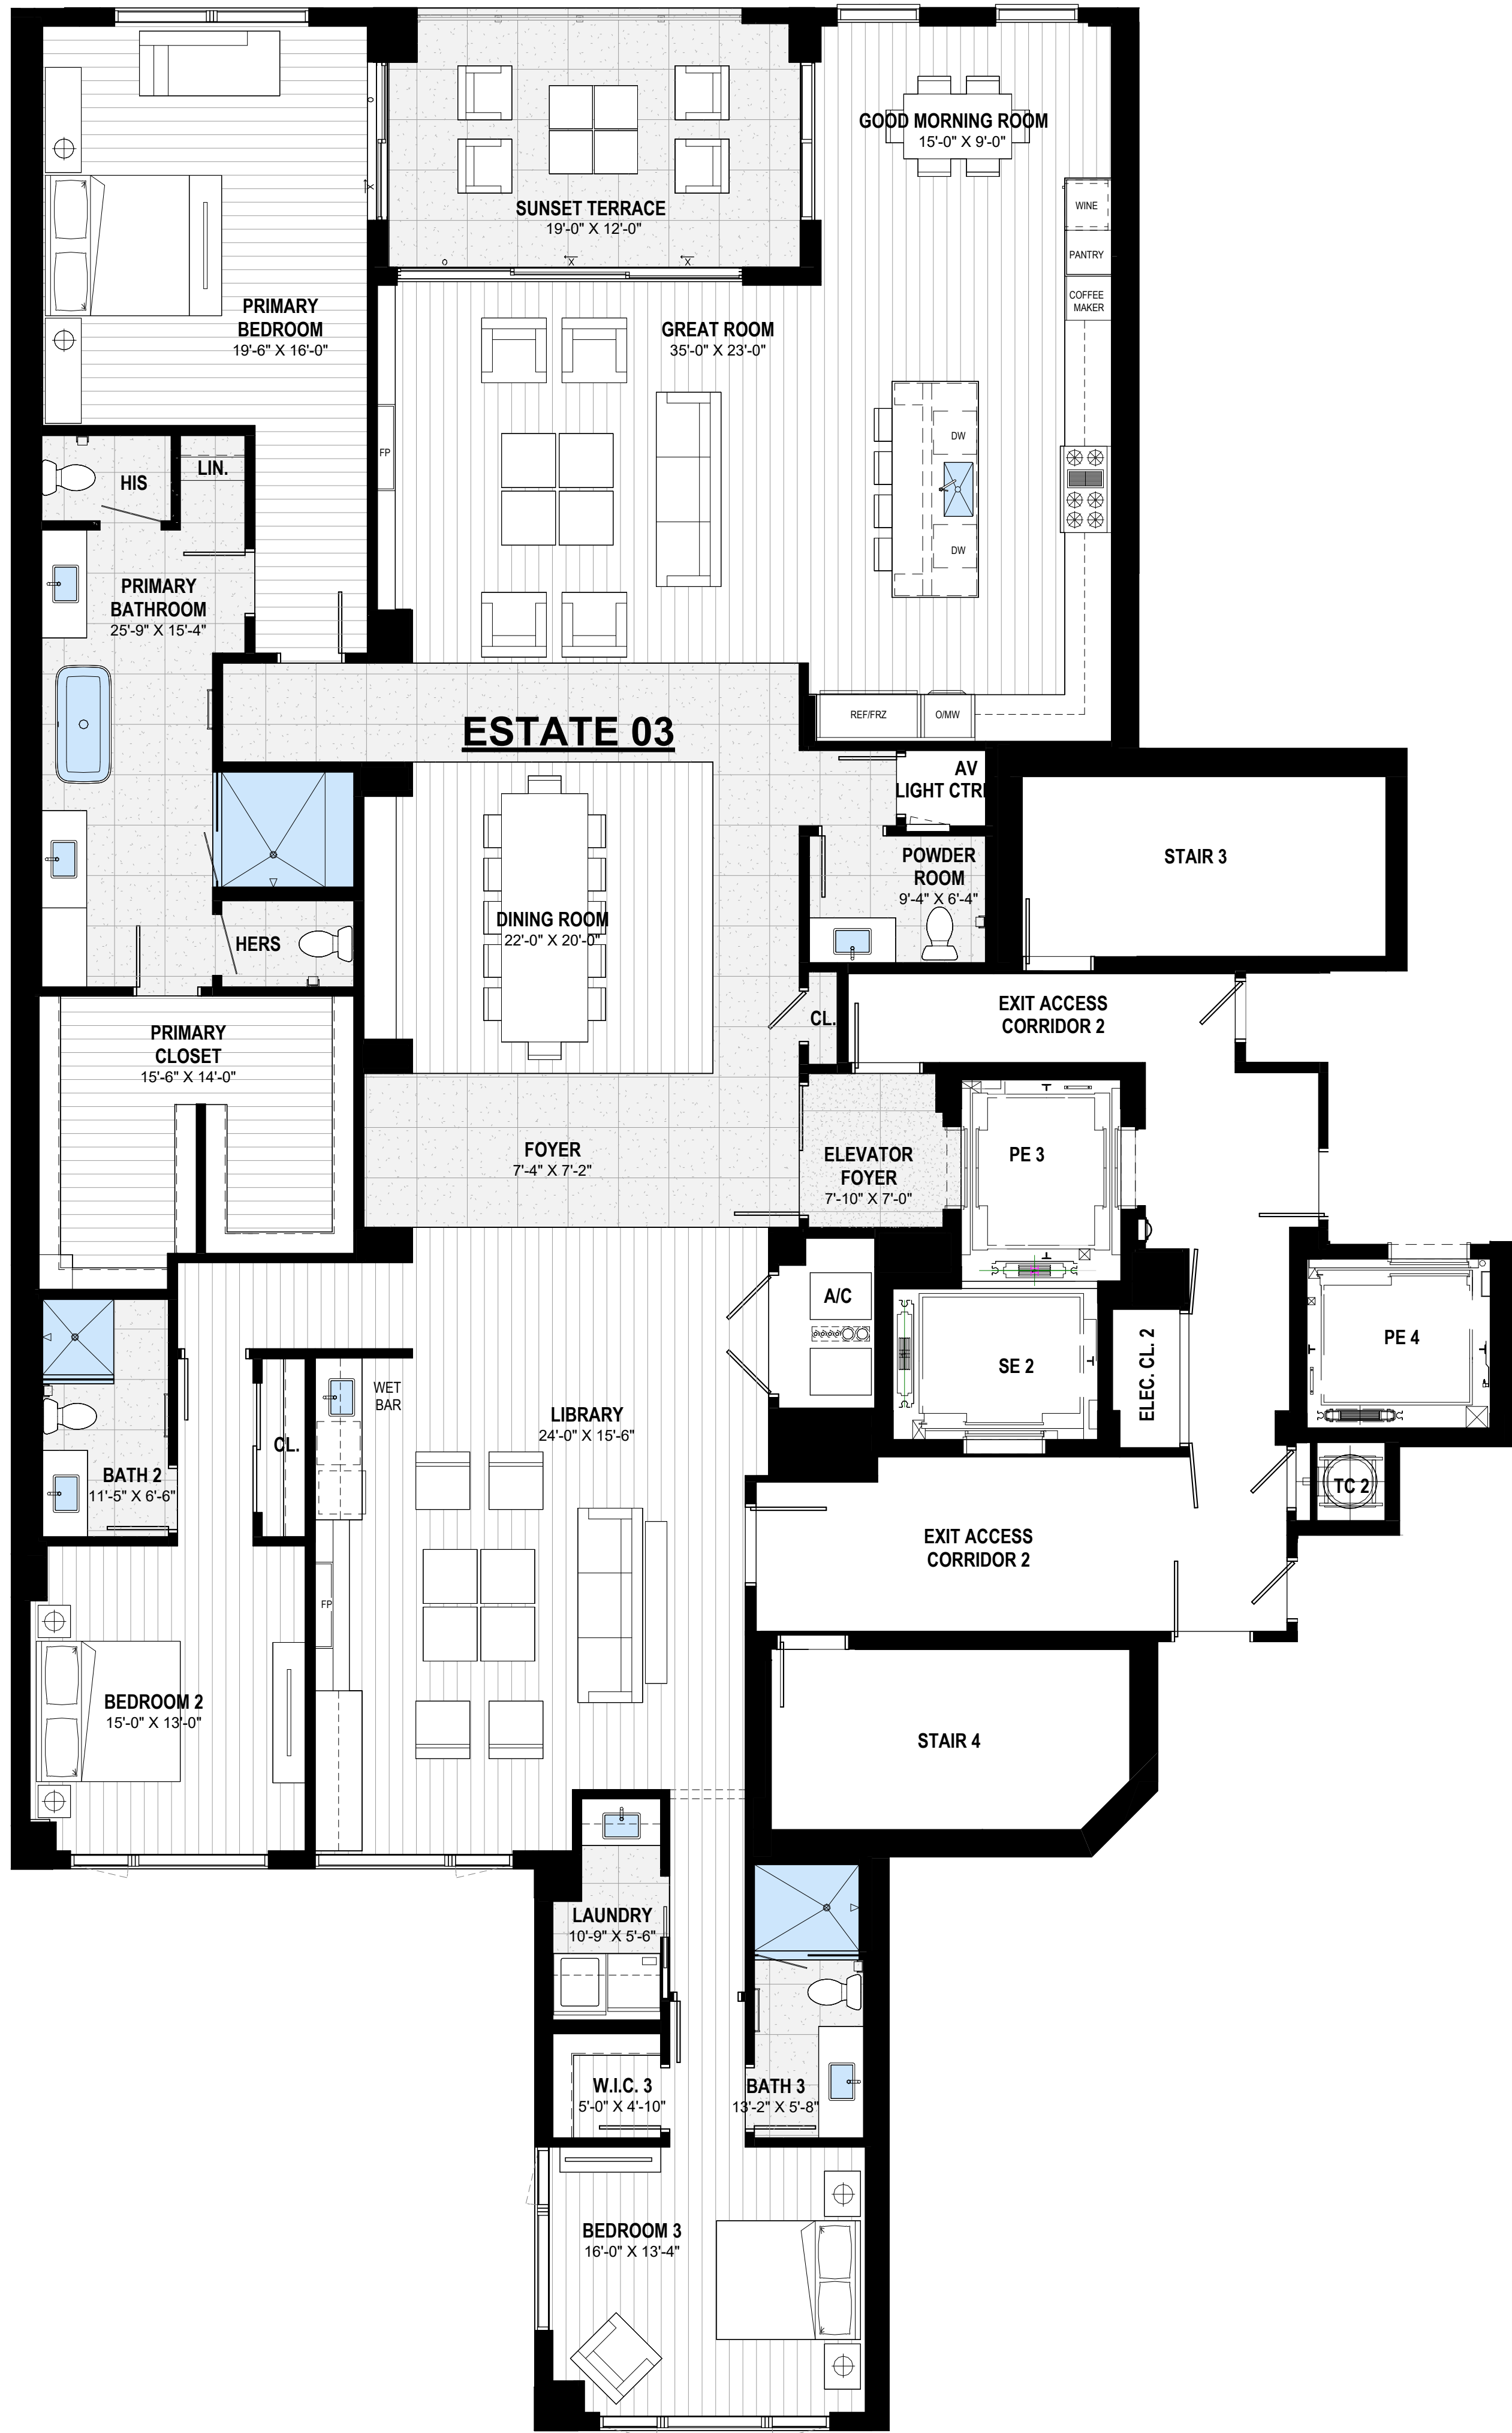 GOOD MORNING ROOM
15'-0" X 9'-0"
SUNSET TERRACE
19'-0" X 12'-0"
O
X
O
X
X
WINE
PANTRY
COFFEE
MAKER
PRIMARY
BEDROOM
19'-6" X 16'-0"
GREAT ROOM
35'-0" X 23'-0"
FP
DW
DW
HIS
LIN.
PRIMARY
BATHROOM
25'-9" X 15'-4"
ESTATE 03
REF/FRZ
O/MW
AV
LIGHT CTRL
STAIR 3
POWDER
ROOM
9'-4" X 6'-4"
DINING ROOM
22'-0" X 20'-0"
HERS
CL.
EXIT ACCESS
CORRIDOR 2
PRIMARY
CLOSET
15'-6" X 14'-0"
FOYER
7'-4" X 7'-2"
ELEVATOR
FOYER
7'-10" X 7'-0"
PE 3
A/C
SE 2
ELEC. CL. 2
PE 4
WET
BAR
LIBRARY
24'-0" X 15'-6"
CL.
BATH 2
11'-5" X 6'-6"
TC 2
EXIT ACCESS
CORRIDOR 2
FP
BEDROOM 2
15'-0" X 13'-0"
STAIR 4
LAUNDRY
10'-9" X 5'-6"
W.I.C. 3
5'-0" X 4'-10"
BATH 3
13'-2" X 5'-8"
BEDROOM 3
16'-0" X 13'-4"